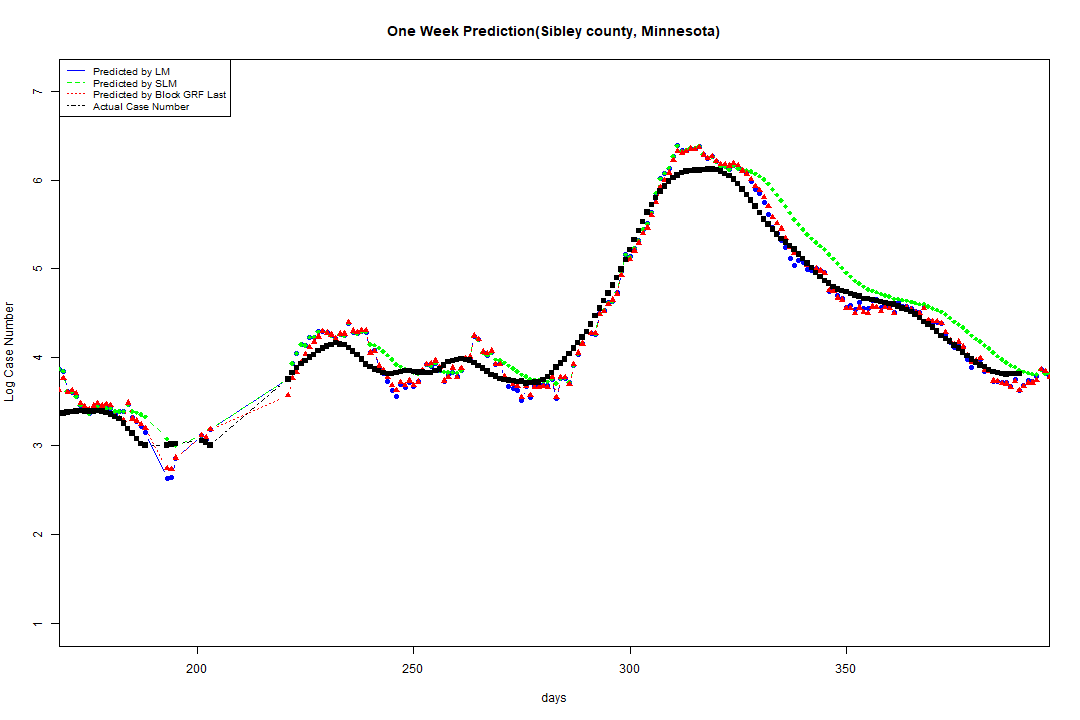 One Week Prediction(Sibley county, Minnesota)
Predicted by LM
Predicted by SLM
Predicted by Block GRF Last
Actual Case Number
7
6
5
4
3
2
1
Log Case Number
200
250
300
350
days